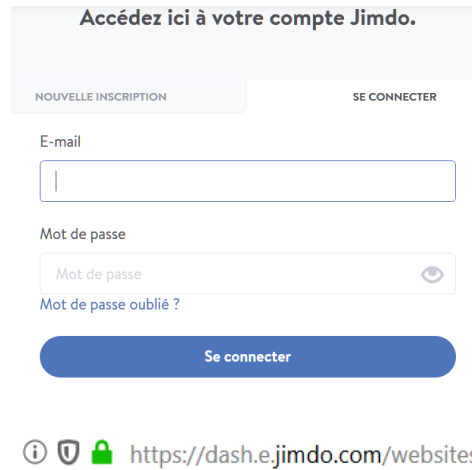 Accédez ici à votre compte Jimdo.
NOUVELLE INSCRIPTION SE CONNECTER
E-mail
Mot de passe
Mot de passe
Mot de passe oublié ?
Se connecter
https://dash.e.jimdo.com/websites